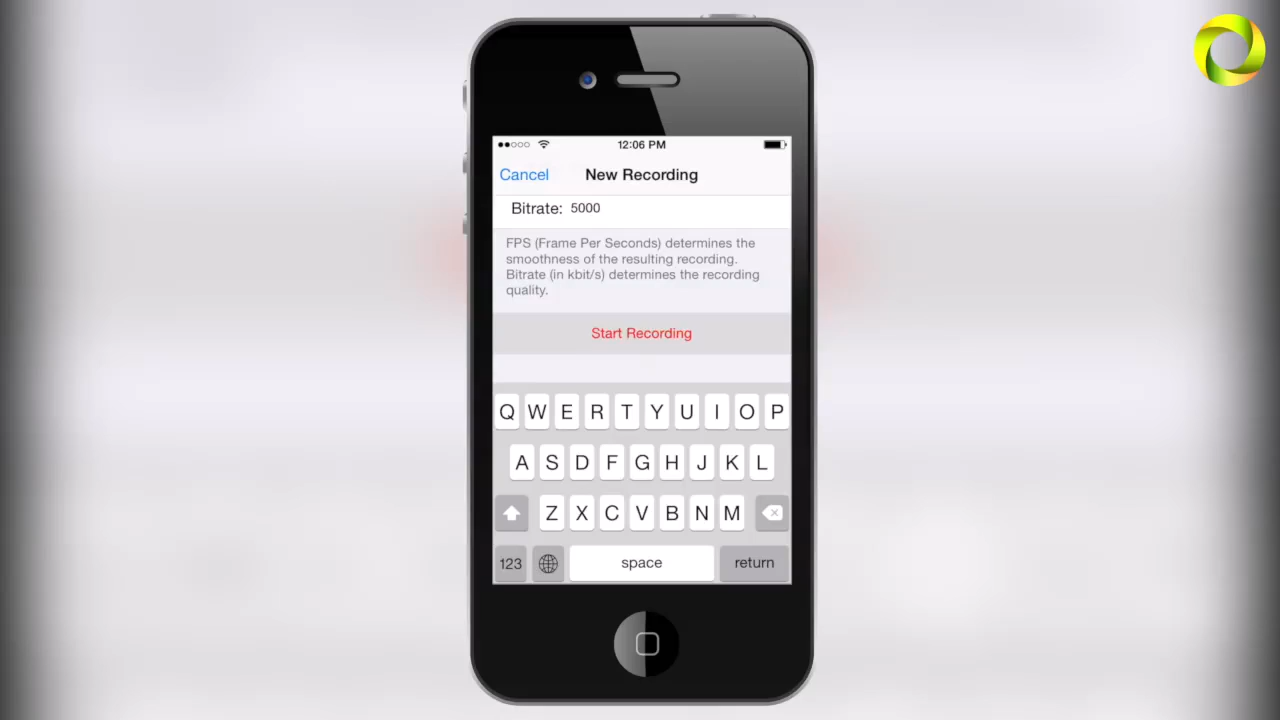 12:06 PM
Cancel New Recording
Bitrate: 5000
FPS (Frame Per Seconds) determines the
smoothness of the resulting recording.
Bitrate (in kbit/s) determines the recording
quality.
Start Recording
Q W E R T Y U I O P
A S D F G H J K L
Z X C V B N M
123 space return